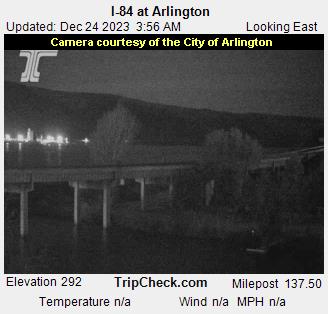 I-84 at Arlington
Updated: Dec 24 2023 3:56 AM Looking East
Camera courtesy of the City of Arlington
Elevation 292 TripCheck.com Milepost 137.50
Temperature n/a Wind n/a MPH n/a